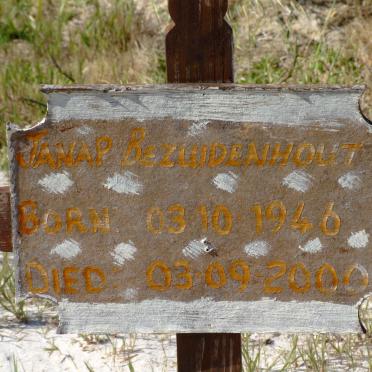 JANAP BEZUIDENHOUT
BORN 03·10·1946
DIED 03·09·2000